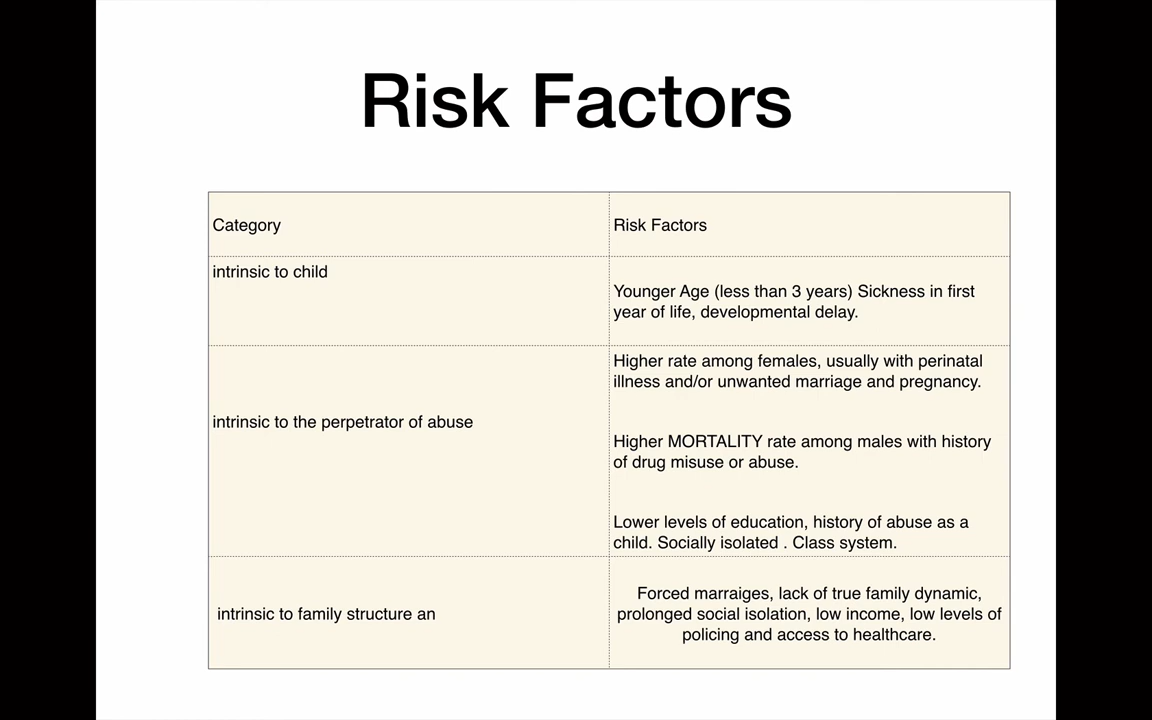 Risk Factors
Category
Risk Factors
intrinsic to child
Younger Age (less than 3 years) Sickness in first
year of life, developmental delay.
intrinsic to the perpetrator of abuse
Higher rate among females, usually with perinatal
illness and/or unwanted marriage and pregnancy.
Higher MORTALITY rate among males with history
of drug misuse or abuse.
Lower levels of education, history of abuse as a
child. Socially isolated . Class system.
intrinsic to family structure an
Forced marraiges, lack of true family dynamic,
prolonged social isolation, low income, low levels of
policing and access to healthcare.